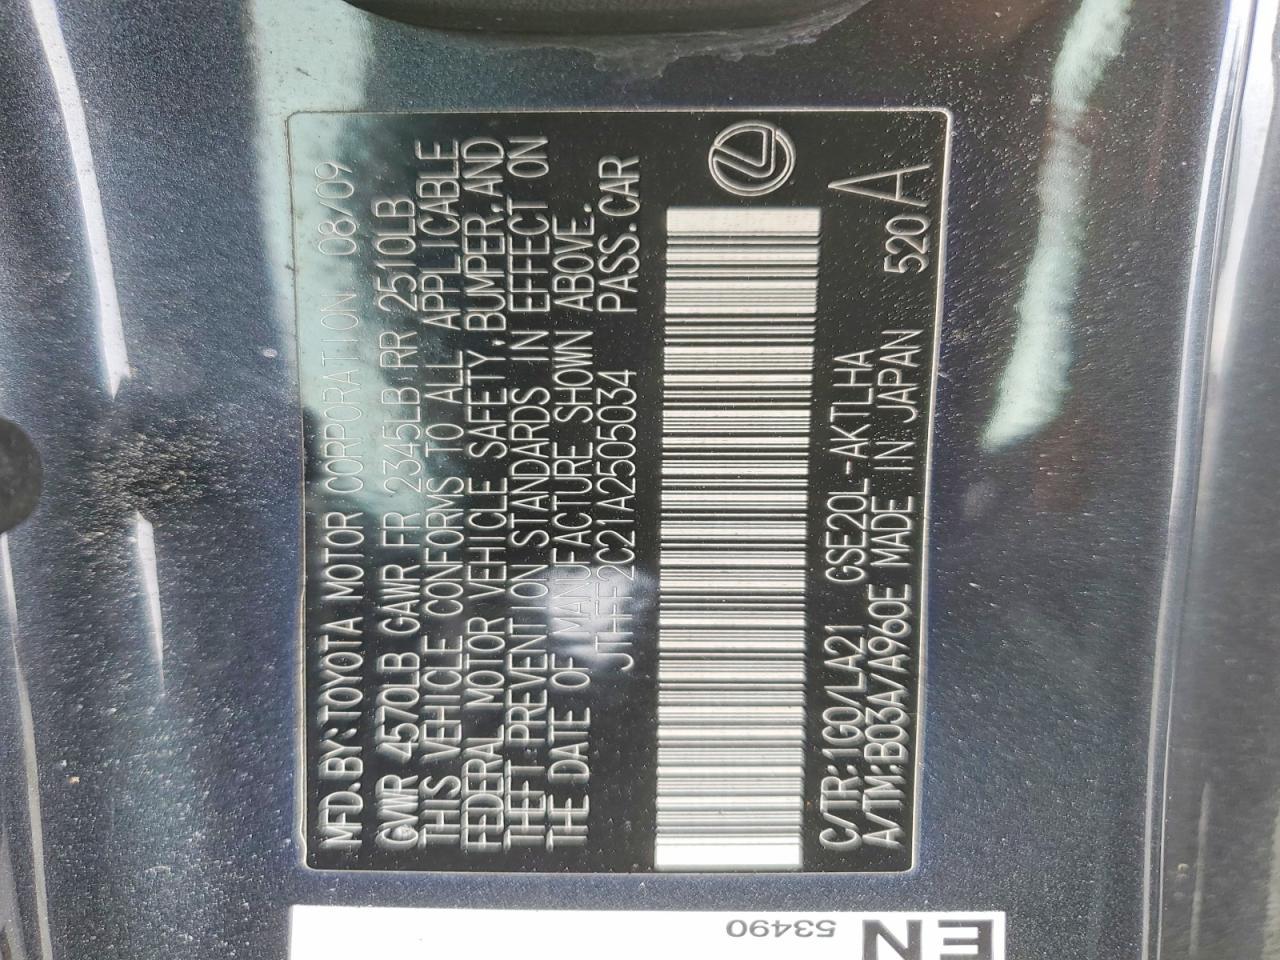 MFD.BY:TOYOTA MOTOR CORPORATION 08/09
GVWR 4570LB GAWR FR 2345LB RR 2510LB
THIS VEHICLE CONFORMS TO ALL APPLICABLE
FEDERAL MOTOR VEHICLE SAFETY,BUMPER,AND
THEFT PREVENTION STANDARDS IN EFFECT ON
THE DATE OF MANUFACTURE SHOWN ABOVE.
JTHFF2C21A2505034 PASS.CAR
C/TR:1G0/LA21 GSE20L-AKTLHA
A/TM:B03A/A960E MADE IN JAPAN 520 A
EN
53490